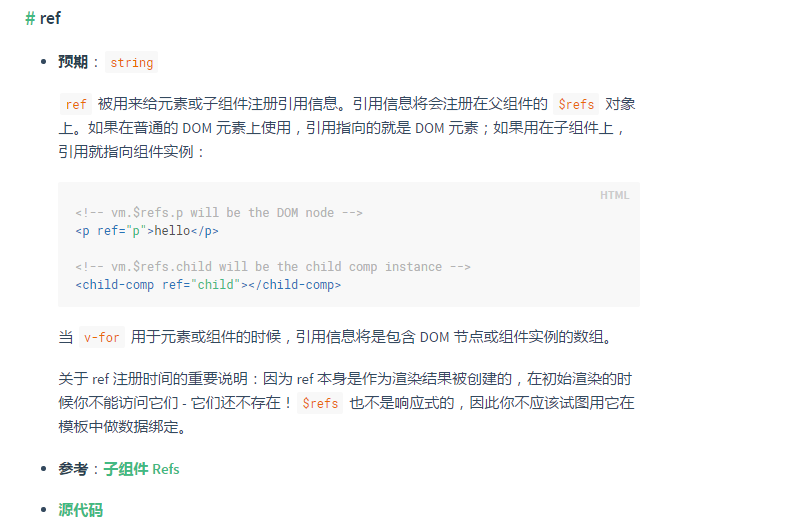 # ref
预期：string
ref 被用来给元素或子组件注册引用信息。引用信息将会注册在父组件的 $refs 对象
上。如果在普通的 DOM 元素上使用，引用指向的就是 DOM 元素；如果用在子组件上，
引用就指向组件实例：
HTML
<!-- vm.$refs.p will be the DOM node -->
<p ref="p">hello</p>
<!-- vm.$refs.child will be the child comp instance -->
<child-comp ref="child"></child-comp>
当 v-for 用于元素或组件的时候，引用信息将是包含 DOM 节点或组件实例的数组。
关于 ref 注册时间的重要说明：因为 ref 本身是作为渲染结果被创建的，在初始渲染的时
候你不能访问它们 - 它们还不存在！$refs 也不是响应式的，因此你不应该试图用它在
模板中做数据绑定。
参考：子组件 Refs
源代码